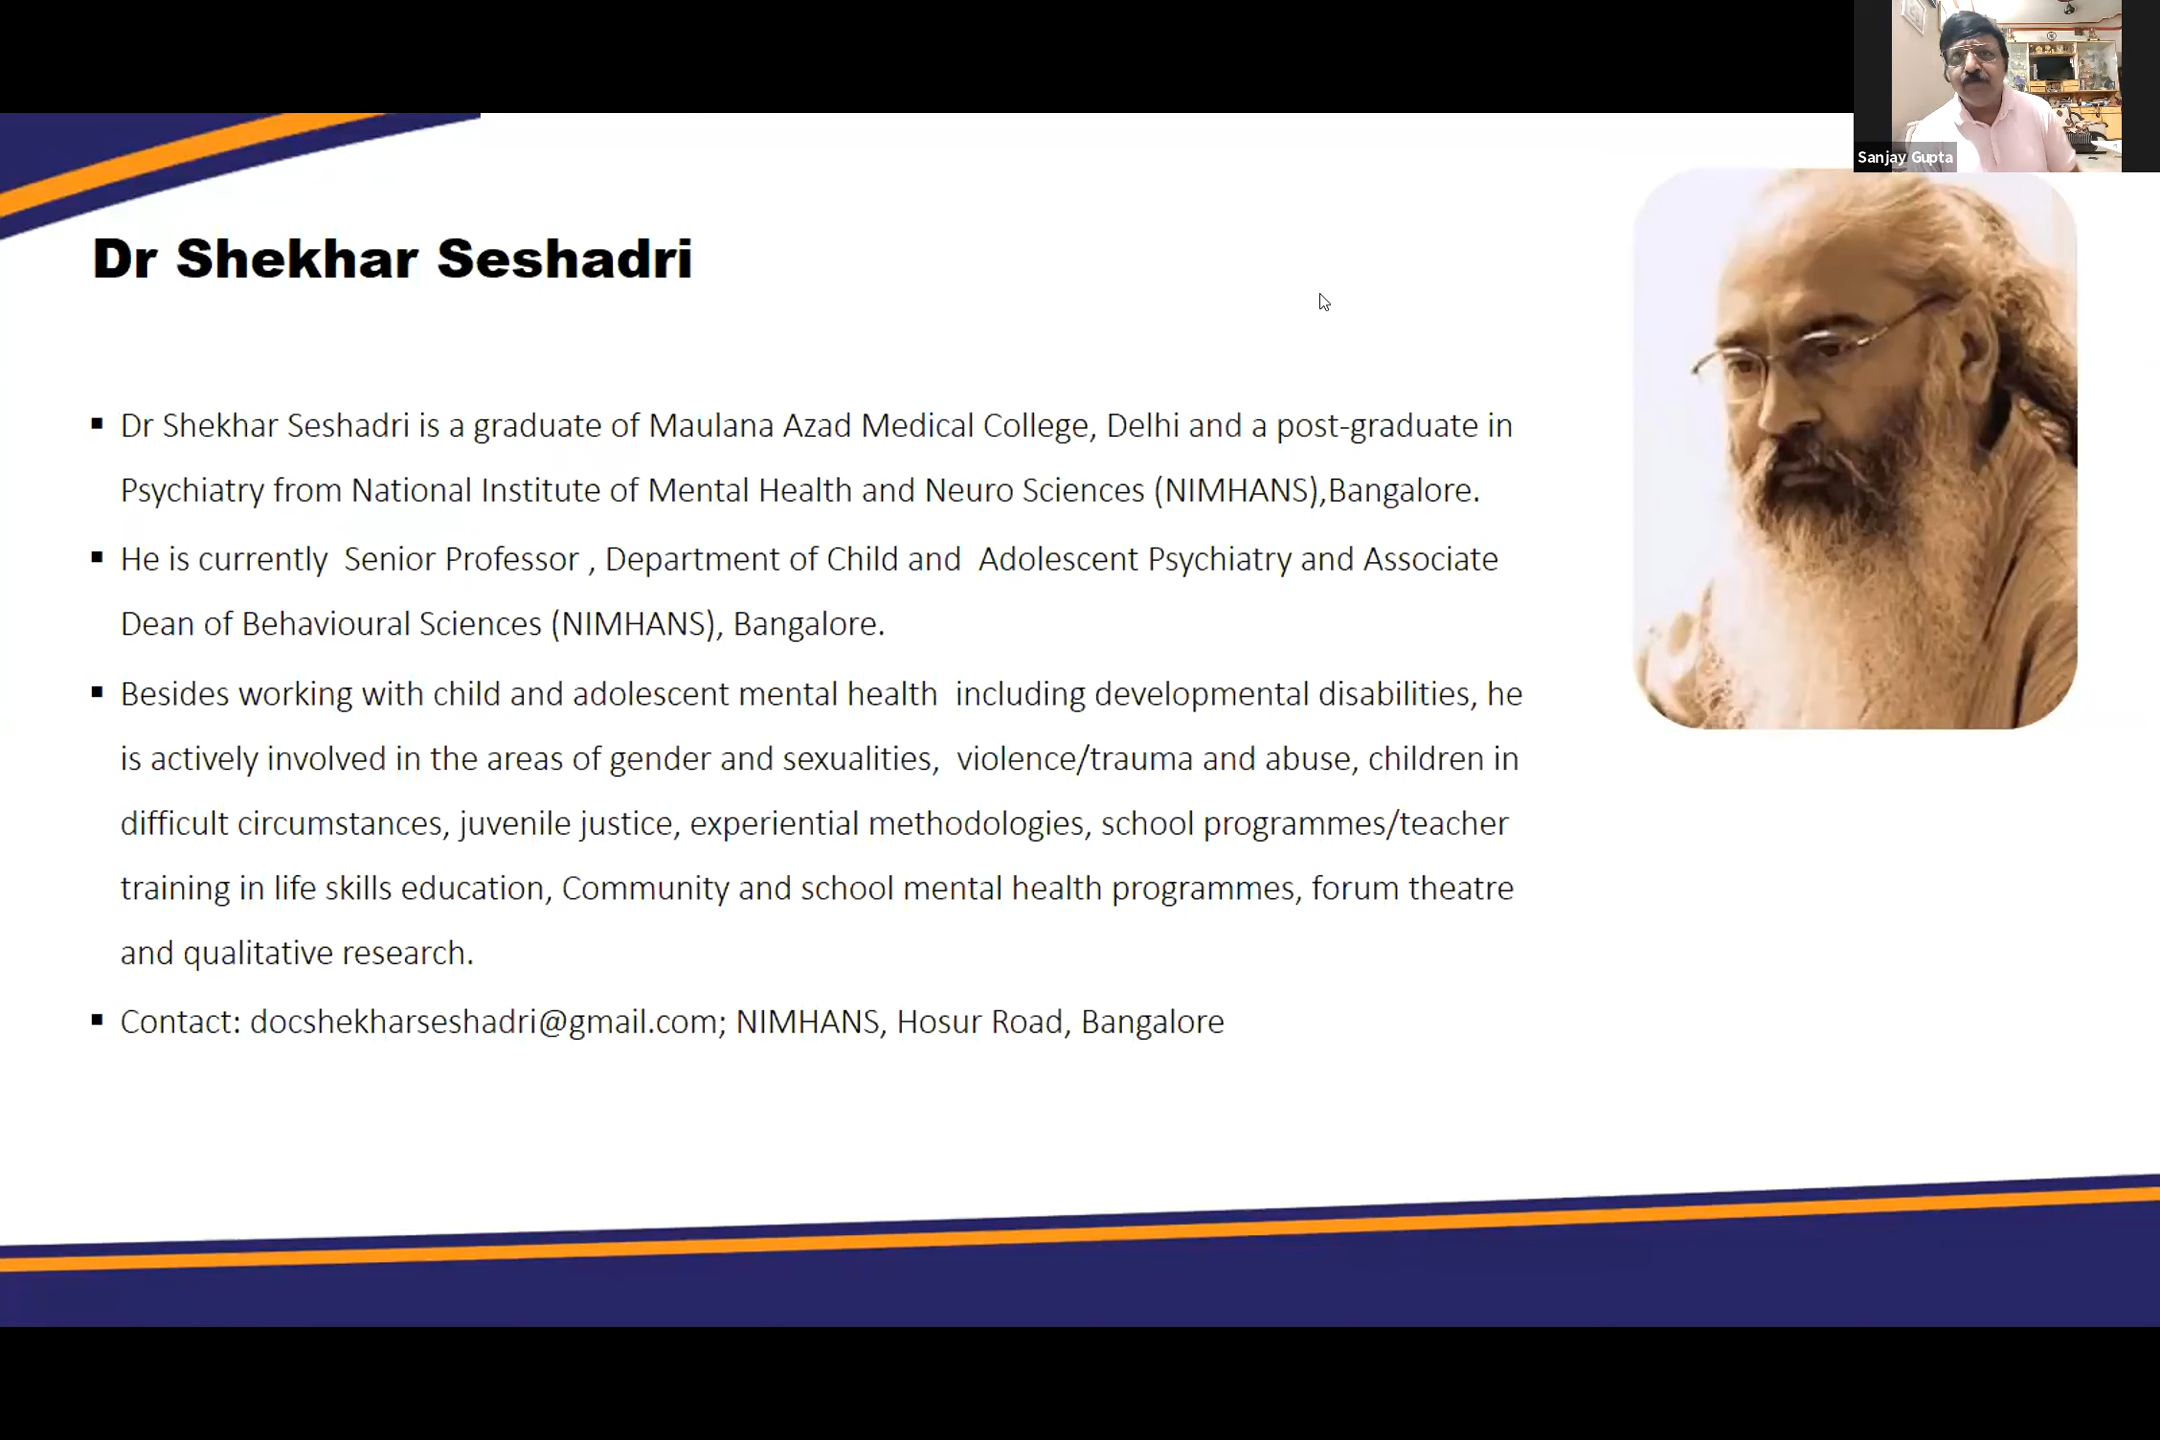 Sanjay Gupta
Dr Shekhar Seshadri
▪ Dr Shekhar Seshadri is a graduate of Maulana Azad Medical College, Delhi and a post-graduate in
Psychiatry from National Institute of Mental Health and Neuro Sciences (NIMHANS),Bangalore.
▪ He is currently  Senior Professor , Department of Child and  Adolescent Psychiatry and Associate
Dean of Behavioural Sciences (NIMHANS), Bangalore.
▪ Besides working with child and adolescent mental health  including developmental disabilities, he
is actively involved in the areas of gender and sexualities,  violence/trauma and abuse, children in
difficult circumstances, juvenile justice, experiential methodologies, school programmes/teacher
training in life skills education, Community and school mental health programmes, forum theatre
and qualitative research.
▪ Contact: docshekharseshadri@gmail.com; NIMHANS, Hosur Road, Bangalore